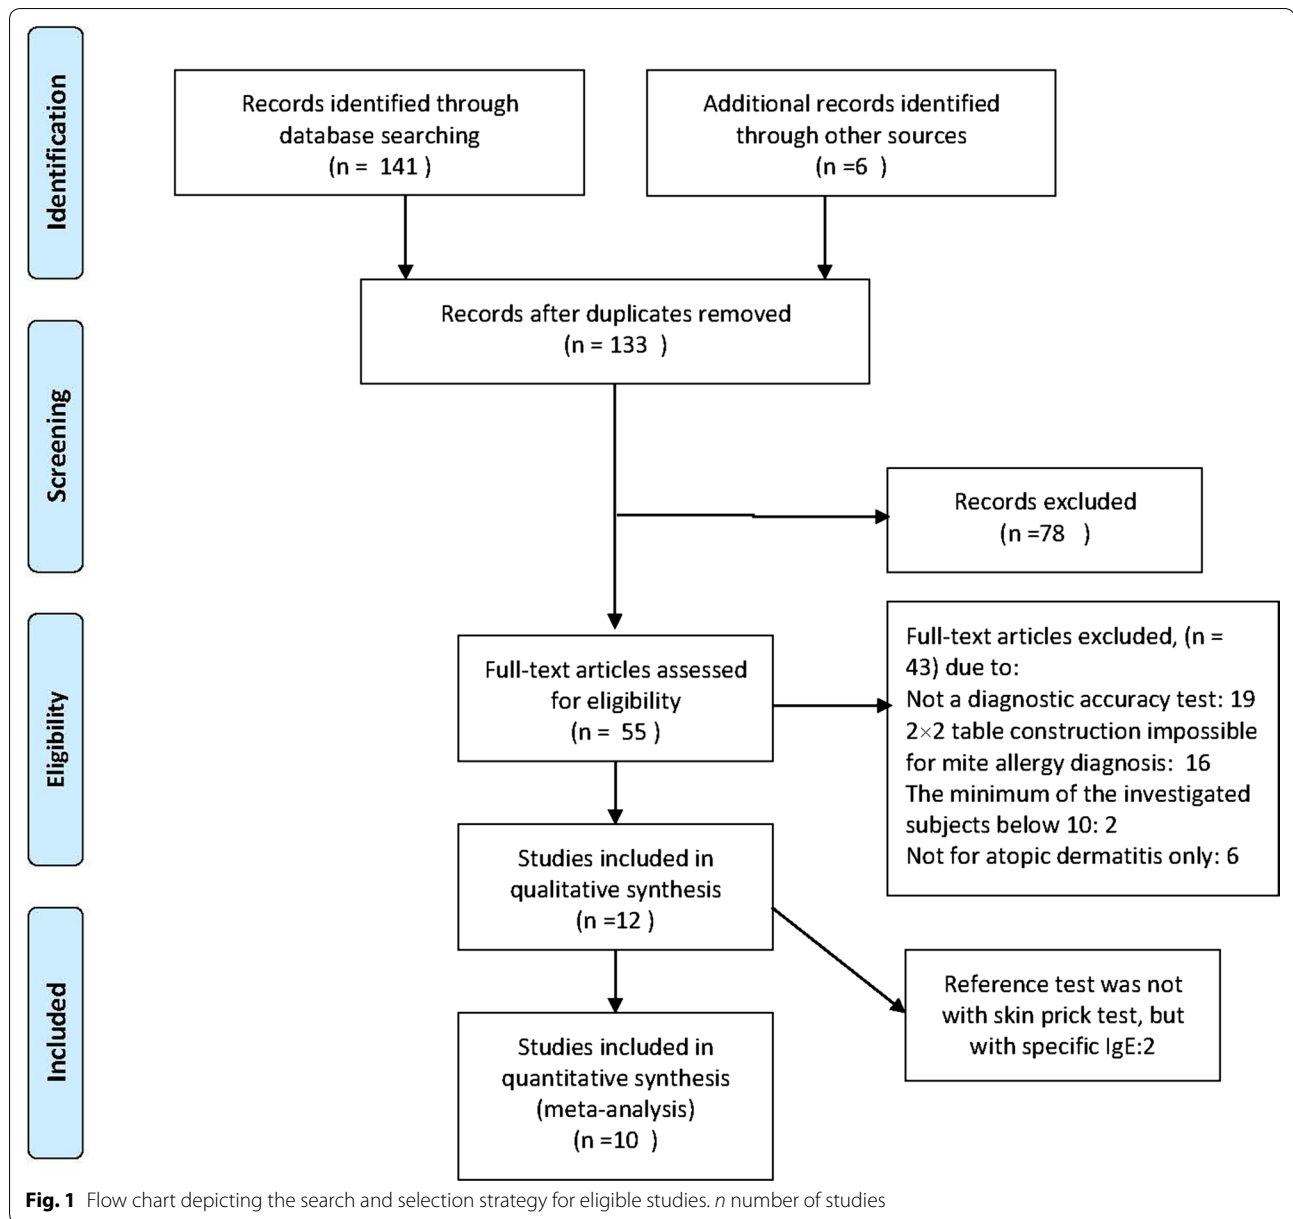 Identification
Records identified through
database searching
(n = 141 )
Additional records identified
through other sources
(n =6 )
Records after duplicates removed
(n = 133 )
Screening
Records excluded
(n =78 )
Eligibility
Full-text articles assessed
for eligibility
(n = 55 )
Full-text articles excluded, (n =
43) due to:
Not a diagnostic accuracy test: 19
2×2 table construction impossible
for mite allergy diagnosis: 16
The minimum of the investigated
subjects below 10: 2
Not for atopic dermatitis only: 6
Studies included in
qualitative synthesis
(n =12 )
Included
Reference test was not
with skin prick test, but
with specific IgE:2
Studies included in
quantitative synthesis
(meta-analysis)
(n =10 )
Fig. 1 Flow chart depicting the search and selection strategy for eligible studies. n number of studies